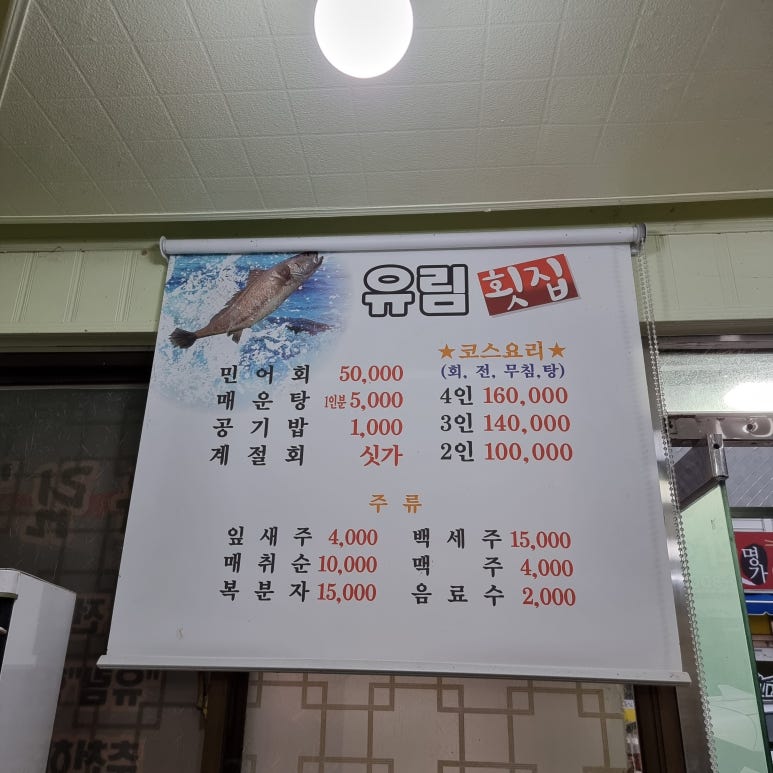 유림 횟집
민어회 50,000
매운탕 1인분 5,000
공기밥 1,000
계절회 싯가
★코스요리★
(회, 전, 무침,탕)
4인 160,000
3인 140,000
2인 100,000
주류
잎새주 4,000
매취순 10,000
복분자 15,000
백세주 15,000
맥주 4,000
음료수 2,000
명가
"유림"